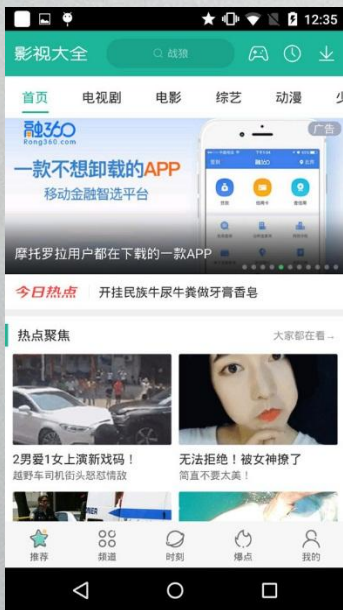 12:35
影视大全
战狼
首页 电视剧 电影 综艺 动漫
融360
Rong360.com
广告
一款不想卸载的APP
移动金融智选平台
融360
摩托罗拉用户都在下载的一款APP
今日热点 开挂民族牛尿牛粪做牙膏香皂
热点聚焦 大家都在看→
2男爱1女上演新戏码！
越野车司机街头怒怼情敌
无法拒绝！被女神撩了
简直不要太美！
推荐 频道 时刻 爆点 我的